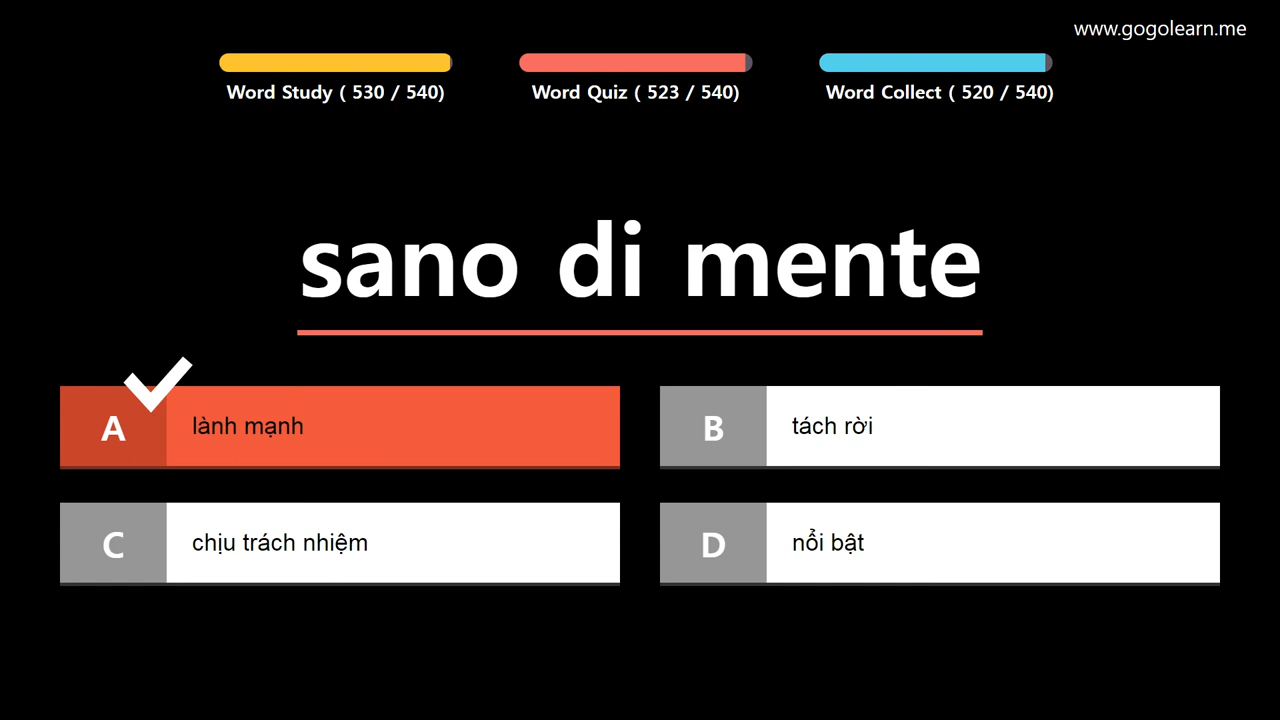 www.gogolearn.me
Word Study ( 530 / 540)
Word Quiz ( 523 / 540)
Word Collect ( 520 / 540)
sano di mente
A
lành mạnh
B
tách rời
C
chịu trách nhiệm
D
nổi bật